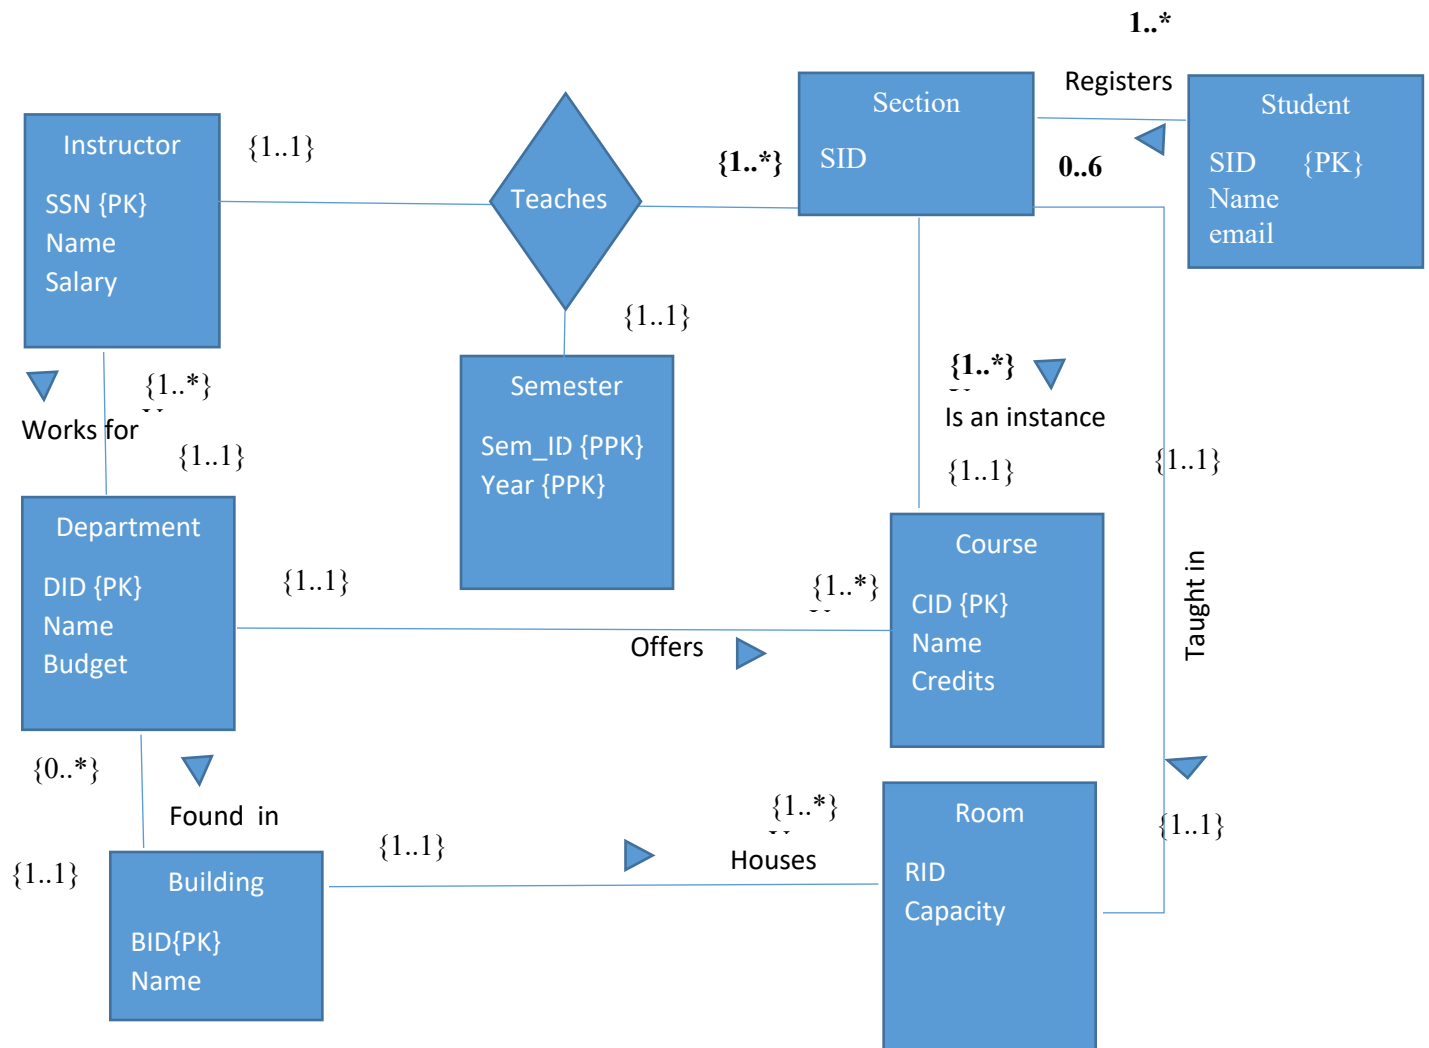 1..*
Registers
Section
SID
Student
SID {PK}
Name
email
{1..*}
0..6
Instructor
SSN {PK}
Name
Salary
{1..1}
Teaches
{1..1}
Semester
Sem_ID {PPK}
Year {PPK}
{1..*}
Works for
{1..1}
{1..*}
Is an instance
{1..1}
{1..1}
Taught in
Department
DID {PK}
Name
Budget
{1..1}
Offers
{1..*}
Course
CID {PK}
Name
Credits
{0..*}
Found in
{1..1}
Building
BID{PK}
Name
{1..1}
Houses
{1..*}
Room
RID
Capacity
{1..1}